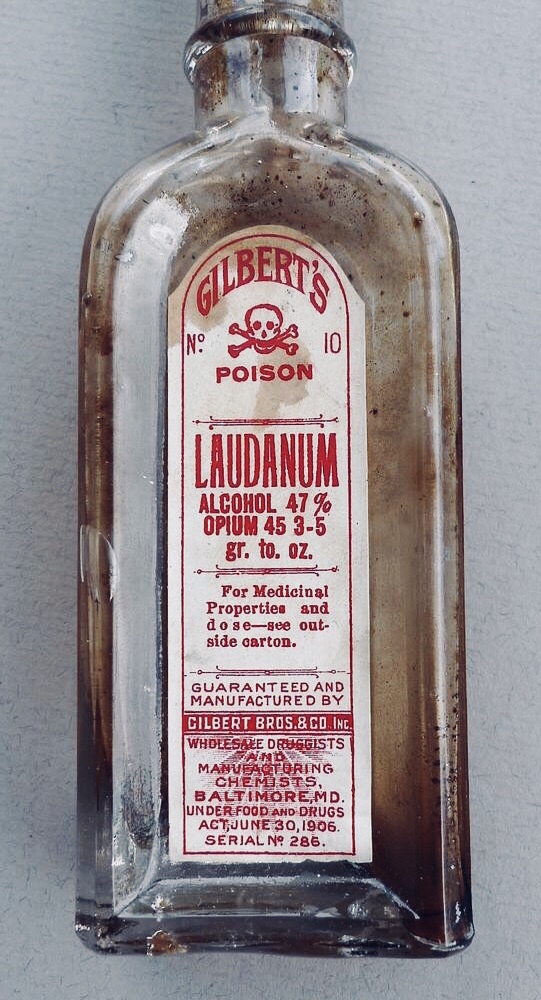 GILBERT'S
Nº 10
POISON
LAUDANUM
ALCOHOL 47%
OPIUM 45 3-5
gr. to. oz.
For Medicinal
Properties and
dose—see out-
side carton.
GUARANTEED AND
MANUFACTURED BY
GILBERT BROS. & CO. INC.
WHOLESALE DRUGGISTS
AND
MANUFACTURING
CHEMISTS,
BALTIMORE, MD.
UNDER FOOD AND DRUGS
ACT, JUNE 30, 1906.
SERIAL Nº 286.